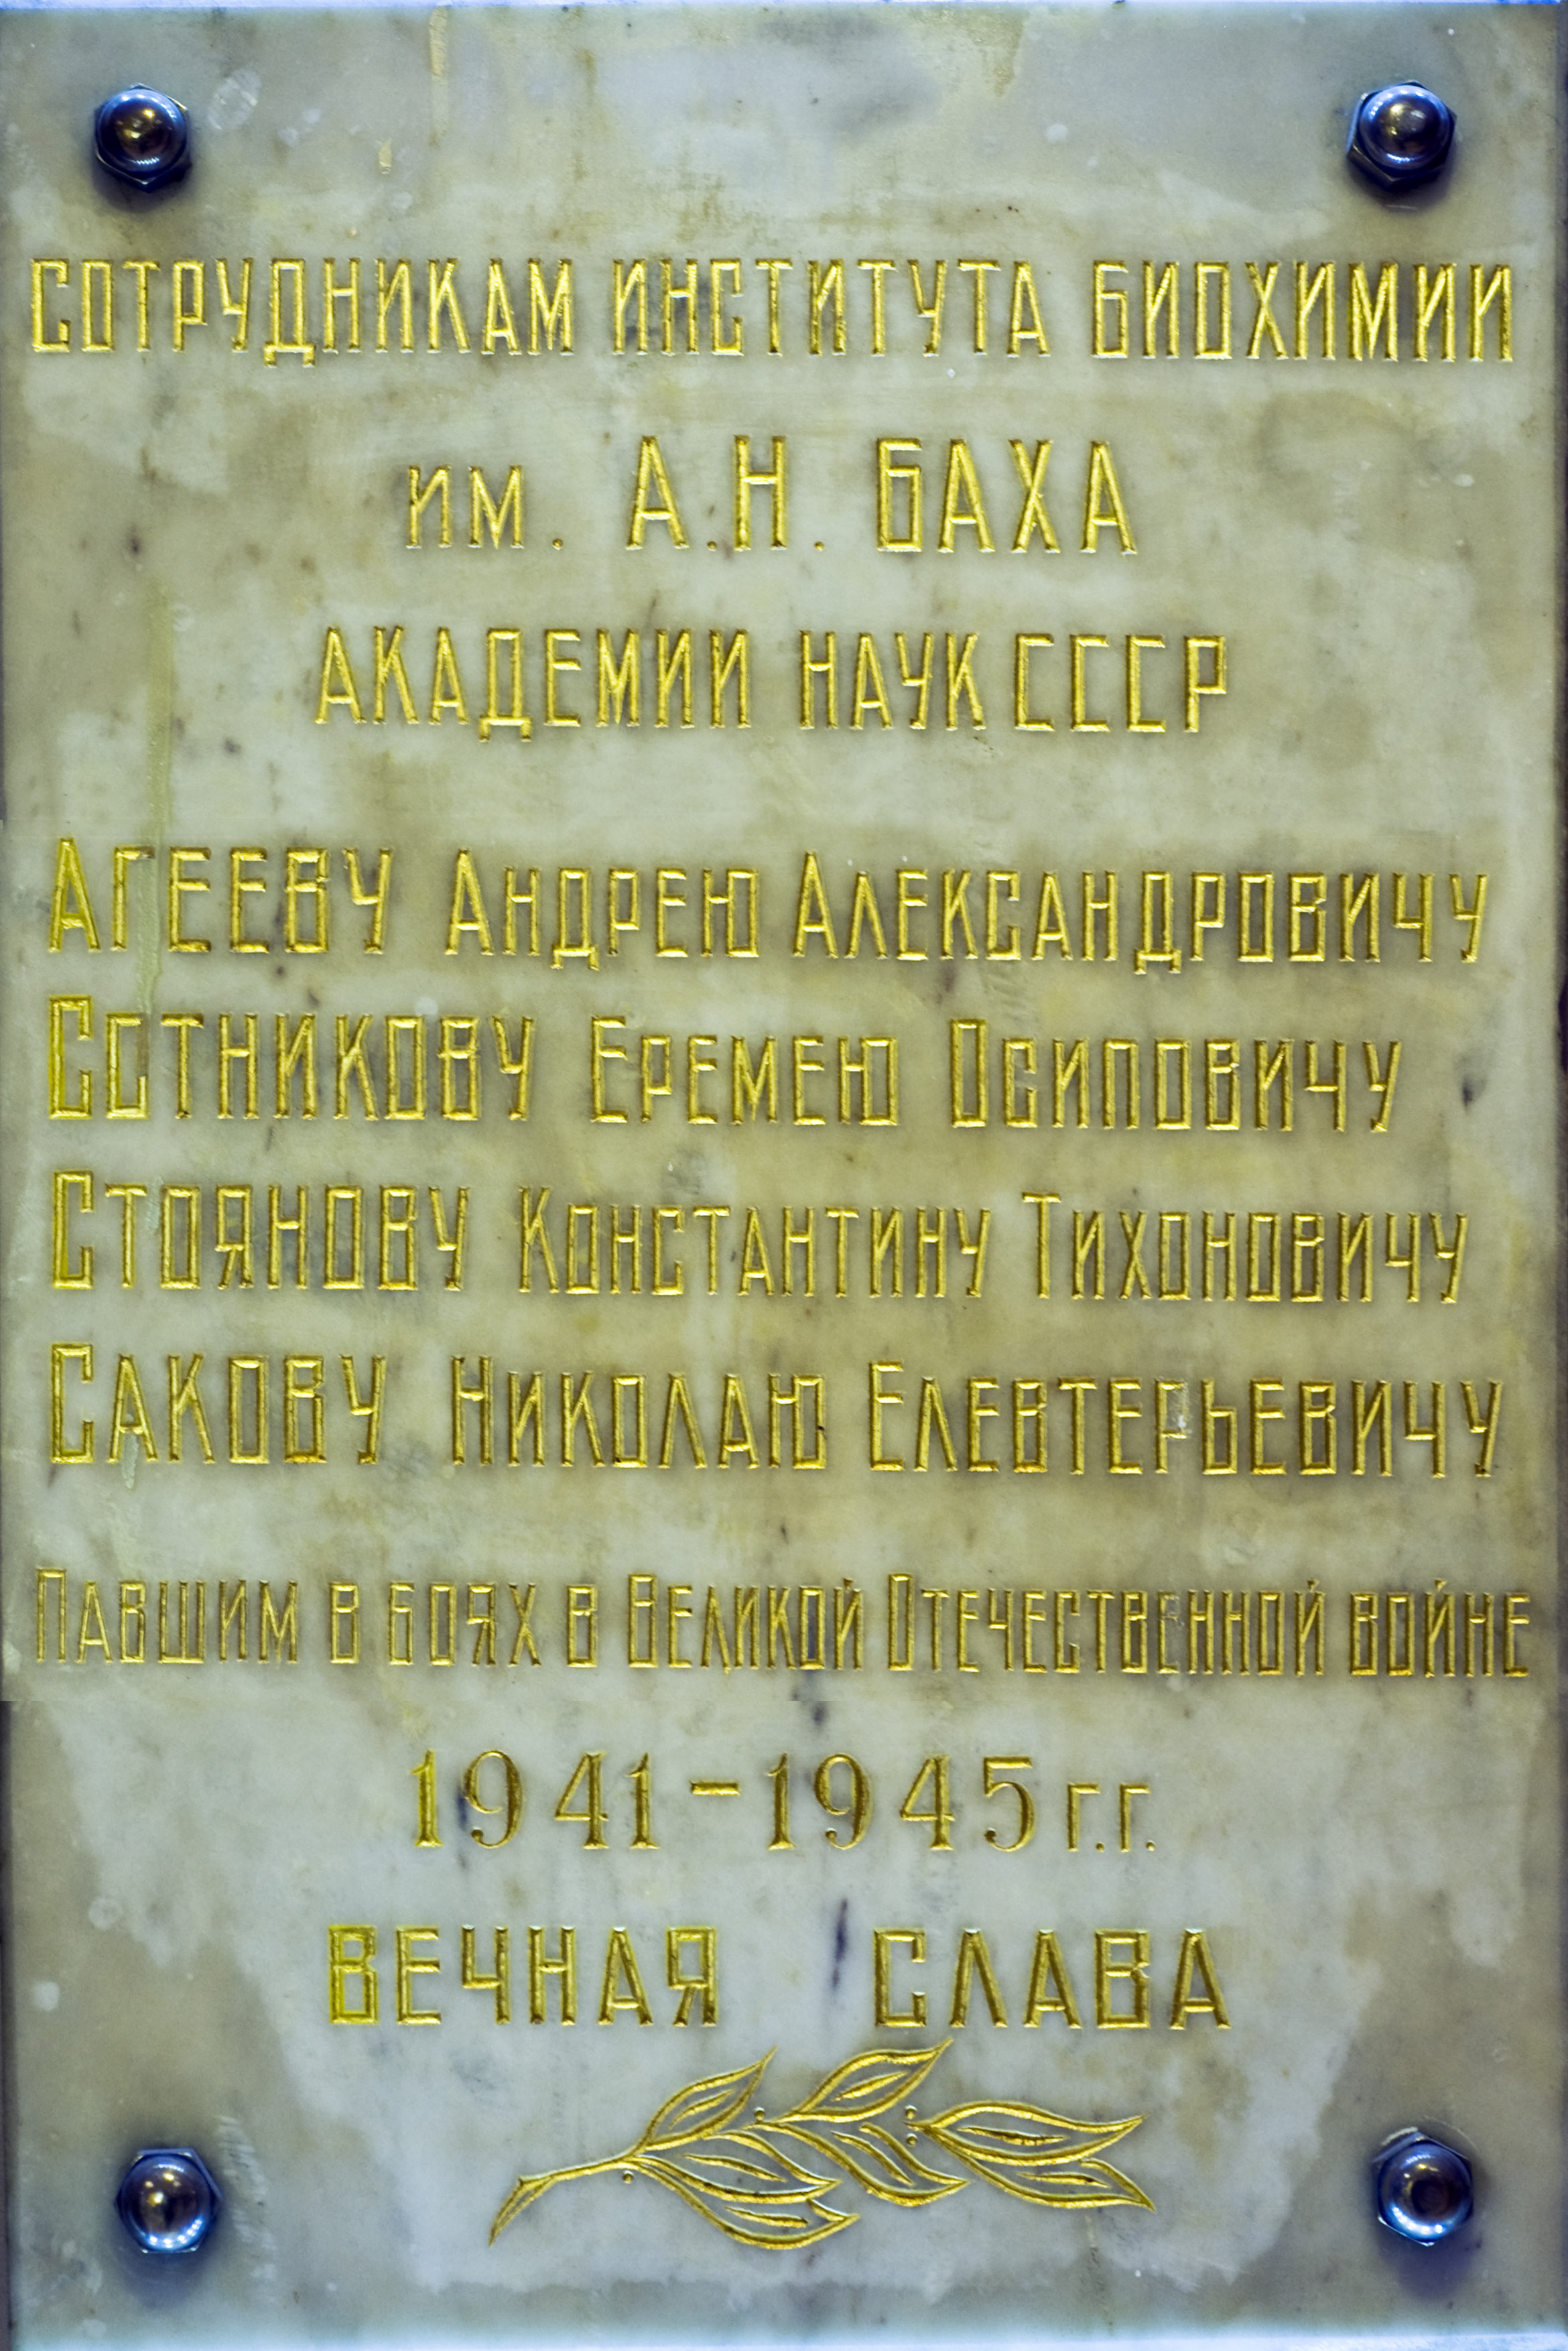 СОТРУДНИКАМ ИНСТИТУТА БИОХИМИИ
им. А.Н. БАХА
АКАДЕМИИ НАУК СССР
АГЕЕВУ АНДРЕЮ АЛЕКСАНДРОВИЧУ
СОТНИКОВУ ЕРЕМЕЮ ОСИПОВИЧУ
СТОЯНОВУ КОНСТАНТИНУ ТИХОНОВИЧУ
САКОВУ НИКОЛАЮ ЕЛЕВТЕРЬЕВИЧУ
ПАВШИМ В БОЯХ В ВЕЛИКОЙ ОТЕЧЕСТВЕННОЙ ВОЙНЕ
1941-1945 г.г.
ВЕЧНАЯ СЛАВА